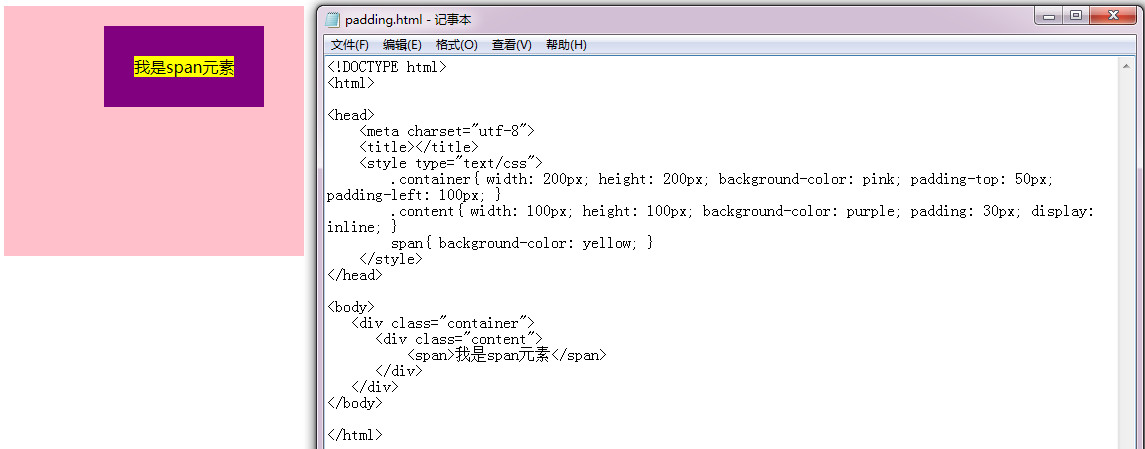 我是span元素
padding.html - 记事本
文件(F) 编辑(E) 格式(O) 查看(V) 帮助(H)
<!DOCTYPE html>
<html>
<head>
    <meta charset="utf-8">
    <title></title>
    <style type="text/css">
        .container{ width: 200px; height: 200px; background-color: pink; padding-top: 50px;
padding-left: 100px; }
        .content{ width: 100px; height: 100px; background-color: purple; padding: 30px; display:
inline; }
        span{ background-color: yellow; }
    </style>
</head>
<body>
   <div class="container">
      <div class="content">
          <span>我是span元素</span>
      </div>
   </div>
</body>
</html>